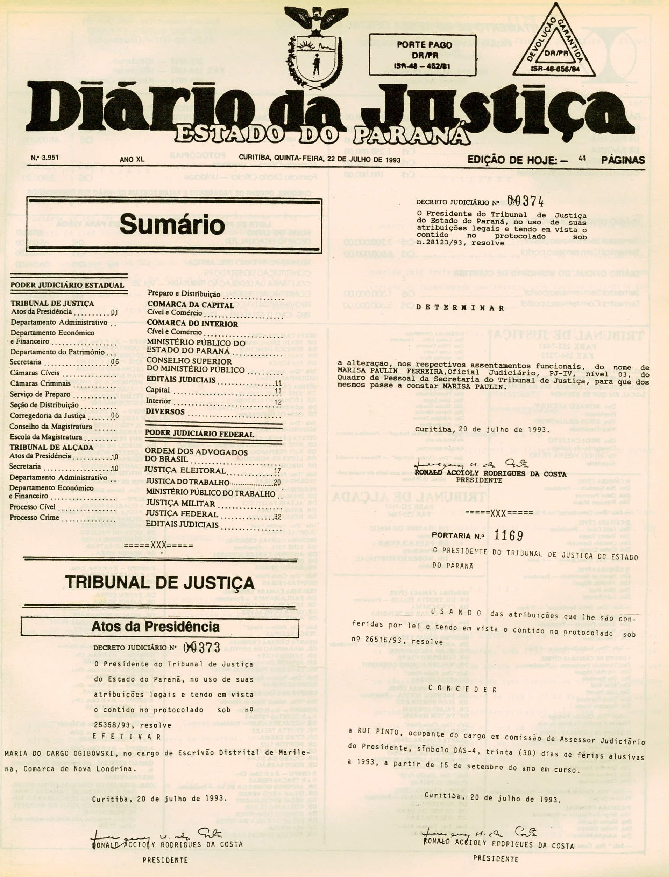 PORTE PAGO
DR/PR
ISR-48 - 452/81
DEVOLUÇÃO GARANTIDA
DR/PR
ISR-48-656/84
Diário da Justiça
ESTADO DO PARANÁ
N.º 3.951 ANO XL CURITIBA, QUINTA-FEIRA, 22 DE JULHO DE 1993 EDIÇÃO DE HOJE: — 44 PÁGINAS
Sumário
PODER JUDICIÁRIO ESTADUAL
TRIBUNAL DE JUSTIÇA
Atos da Presidência ..........01
Departamento Administrativo ..
Departamento Econômico
e Financeiro ..................
Departamento do Patrimônio ..
Secretaria ....................05
Câmaras Cíveis ................
Câmaras Criminais .............
Serviço de Preparo ............
Seção de Distribuição .........
Corregedoria da Justiça .......06
Conselho da Magistratura ......
Escola da Magistratura ........
TRIBUNAL DE ALÇADA
Atos da Presidência ..........10
Secretaria ....................10
Departamento Administrativo ..
Departamento Econômico
e Financeiro ..................
Processo Cível ................
Processo Crime ................
Preparo e Distribuição ..................
COMARCA DA CAPITAL
Cível e Comércio ..................
COMARCA DO INTERIOR
Cível e Comércio ..................
MINISTÉRIO PÚBLICO DO
ESTADO DO PARANÁ ..................
CONSELHO SUPERIOR
DO MINISTÉRIO PÚBLICO ............
EDITAIS JUDICIAIS ..................11
Capital ..................11
Interior ..................12
DIVERSOS ..................
PODER JUDICIÁRIO FEDERAL
ORDEM DOS ADVOGADOS
DO BRASIL ..................
JUSTIÇA ELEITORAL ..................17
JUSTIÇA DO TRABALHO ..................20
MINISTÉRIO PÚBLICO DO TRABALHO ....
JUSTIÇA MILITAR ..................
JUSTIÇA FEDERAL ..................32
EDITAIS JUDICIAIS ..................
=====XXX=====
TRIBUNAL DE JUSTIÇA
Atos da Presidência
DECRETO JUDICIÁRIO Nº 00373
O Presidente do Tribunal de Justiça
do Estado do Paraná, no uso de suas
atribuições legais e tendo em vista
o contido no protocolado sob nº
25358/93, resolve
E F E T I V A R
MARIA DO CARGO OGIBOWSKI, no cargo de Escrivão Distrital de Marile-
na, Comarca de Nova Londrina.
Curitiba, 20 de julho de 1993.
RONALD ACCIOLY RODRIGUES DA COSTA
PRESIDENTE
DECRETO JUDICIÁRIO Nº 00374
O Presidente do Tribunal de Justiça
do Estado do Paraná, no uso de suas
atribuições legais e tendo em vista o
contido no protocolado sob
n.28123/93, resolve
D E T E R M I N A R
a alteração, nos respectivos assentamentos funcionais, do nome de
MARISA PAULIN FERREIRA, Oficial Judiciário, PJ-IV, nível 03, do
Quadro de Pessoal da Secretaria do Tribunal de Justiça, para que dos
mesmos passe a constar MARISA PAULIN.
Curitiba, 20 de julho de 1993.
RONALD ACCIOLY RODRIGUES DA COSTA
PRESIDENTE
=====XXX=====
PORTARIA N.º 1169
O PRESIDENTE DO TRIBUNAL DE JUSTIÇA DO ESTADO
DO PARANÁ
U S A N D O das atribuições que lhe são con-
feridas por lei e tendo em vista o contido no protocolado sob
nº 26516/93, resolve
C O N C E D E R
a RUI PINTO, ocupante do cargo em comissão de Assessor Judiciário
do Presidente, símbolo DAS-4, trinta (30) dias de férias alusivas
a 1993, a partir de 15 de setembro do ano em curso.
Curitiba, 20 de julho de 1993.
RONALD ACCIOLY RODRIGUES DA COSTA
PRESIDENTE